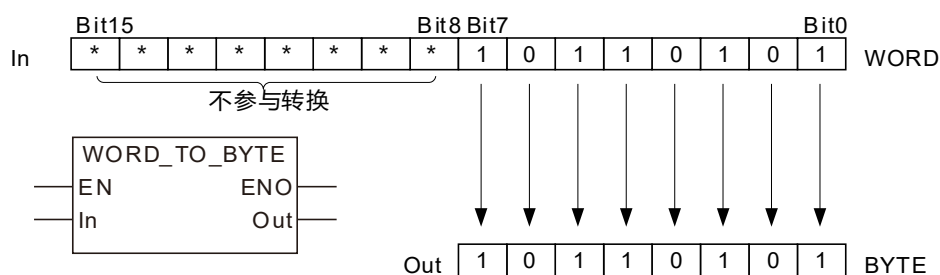 Bit15 Bit8 Bit7 Bit0
In * * * * * * * * 1 0 1 1 0 1 0 1 WORD
不参与转换
WORD_TO_BYTE
EN ENO
In Out
Out 1 0 1 1 0 1 0 1 BYTE